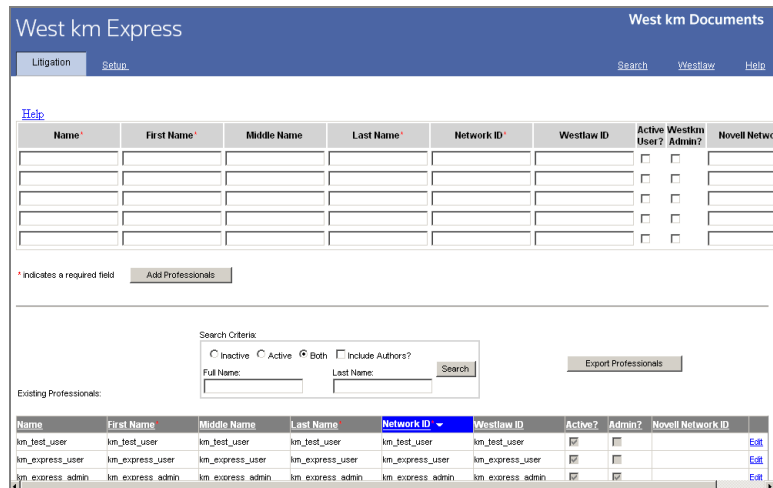 West km Express
West km Documents
Litigation Setup Search Westlaw Help
Help
Name* First Name* Middle Name Last Name* Network ID* Westlaw ID Active User? Westkm Admin? Novell Netwo
* indicates a required field Add Professionals
Search Criteria:
Inactive Active Both Include Authors?
Full Name: Last Name: Search
Export Professionals
Existing Professionals:
Name First Name* Middle Name Last Name* Network ID* Westlaw ID Active? Admin? Novell Network ID
km_test_user km_test_user km_test_user km_test_user km_test_user km_test_user Edit
km_express_user km_express_user km_express_user km_express_user km_express_user km_express_user Edit
km_express_admin km_express_admin km_express_admin km_express_admin km_express_admin km_express_admin Edit